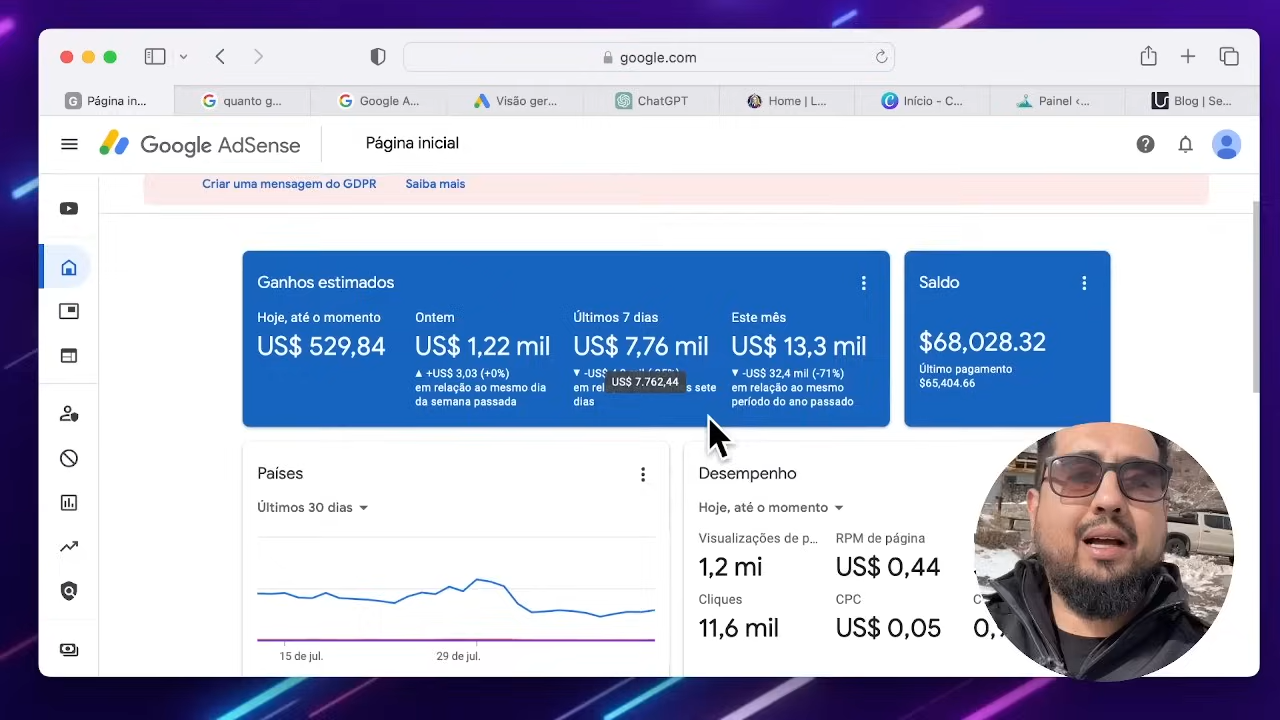 google.com
Página in...
quanto g...
Google A...
Visão ger...
ChatGPT
Home | L...
Início - C...
Painel ‹...
Blog | Se...
Google AdSense
Página inicial
Criar uma mensagem do GDPR
Saiba mais
Ganhos estimados
Hoje, até o momento
US$ 529,84
Ontem
US$ 1,22 mil
+US$ 3,03 (+0%)
em relação ao mesmo dia
da semana passada
Últimos 7 dias
US$ 7,76 mil
US$ 7.762,44
s sete
dias
Este mês
US$ 13,3 mil
-US$ 32,4 mil (-71%)
em relação ao mesmo
período do ano passado
Saldo
$68,028.32
Último pagamento
$65,404.66
Países
Últimos 30 dias
15 de jul.
29 de jul.
Desempenho
Hoje, até o momento
Visualizações de p...
RPM de página
1,2 mi
US$ 0,44
Cliques
CPC
11,6 mil
US$ 0,05